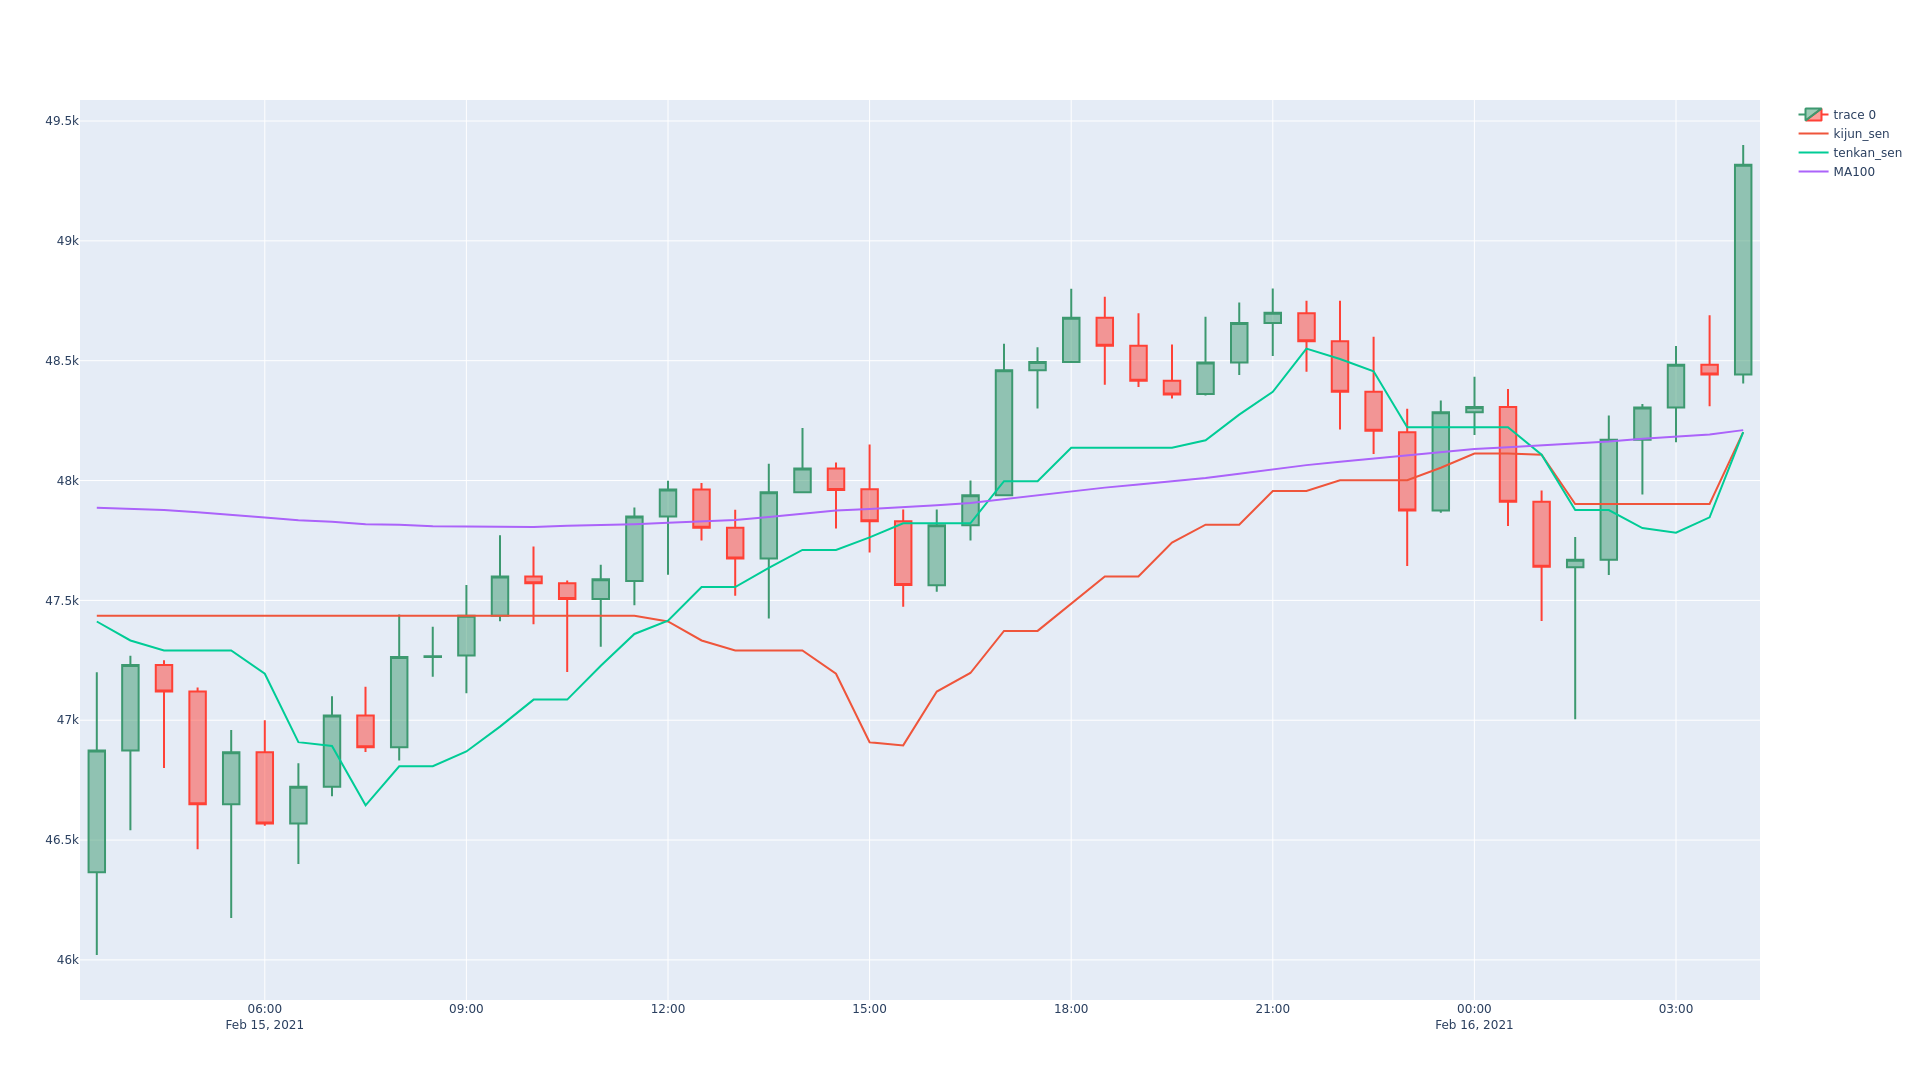 49.5k
49k
48.5k
48k
47.5k
47k
46.5k
46k
06:00 09:00 12:00 15:00 18:00 21:00 00:00 03:00
Feb 15, 2021 Feb 16, 2021
trace 0
kijun_sen
tenkan_sen
MA100